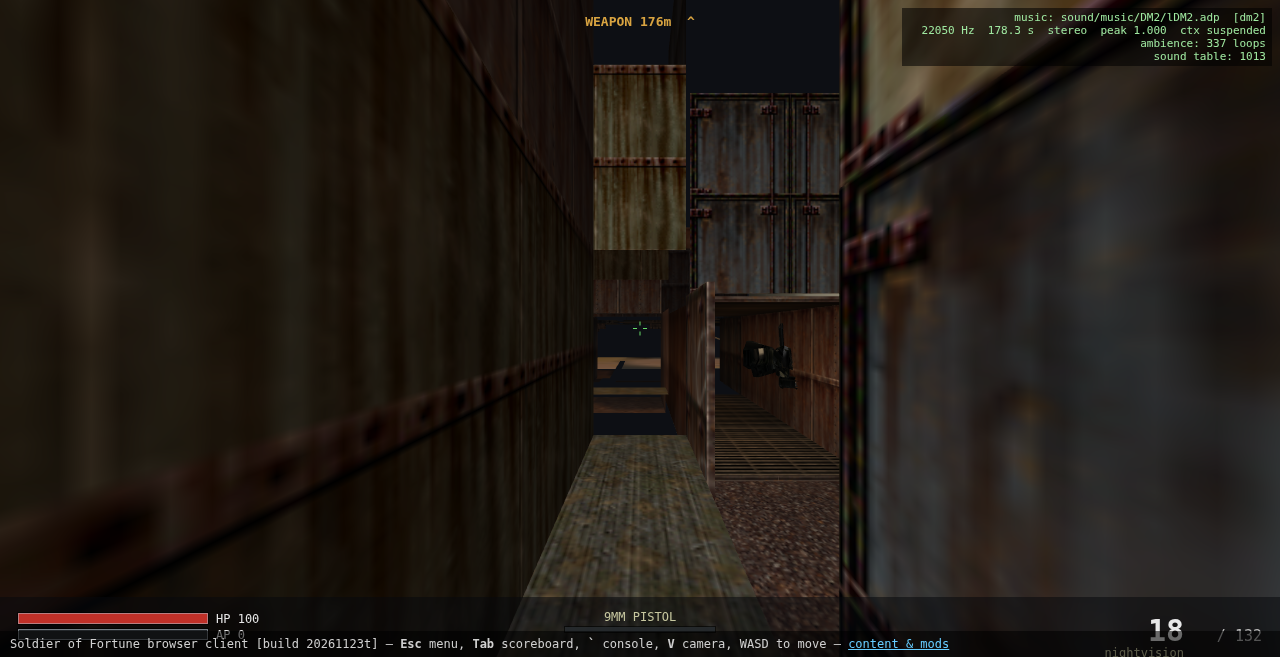 WEAPON 176m ^
music: sound/music/DM2/lDM2.adp [dm2]
22050 Hz 178.3 s stereo peak 1.000 ctx suspended
ambience: 337 loops
sound table: 1013
HP 100
AP 0
9MM PISTOL
18 / 132
nightvision
Soldier of Fortune browser client [build 20261123t] — Esc menu, Tab scoreboard, ` console, V camera, WASD to move — content & mods